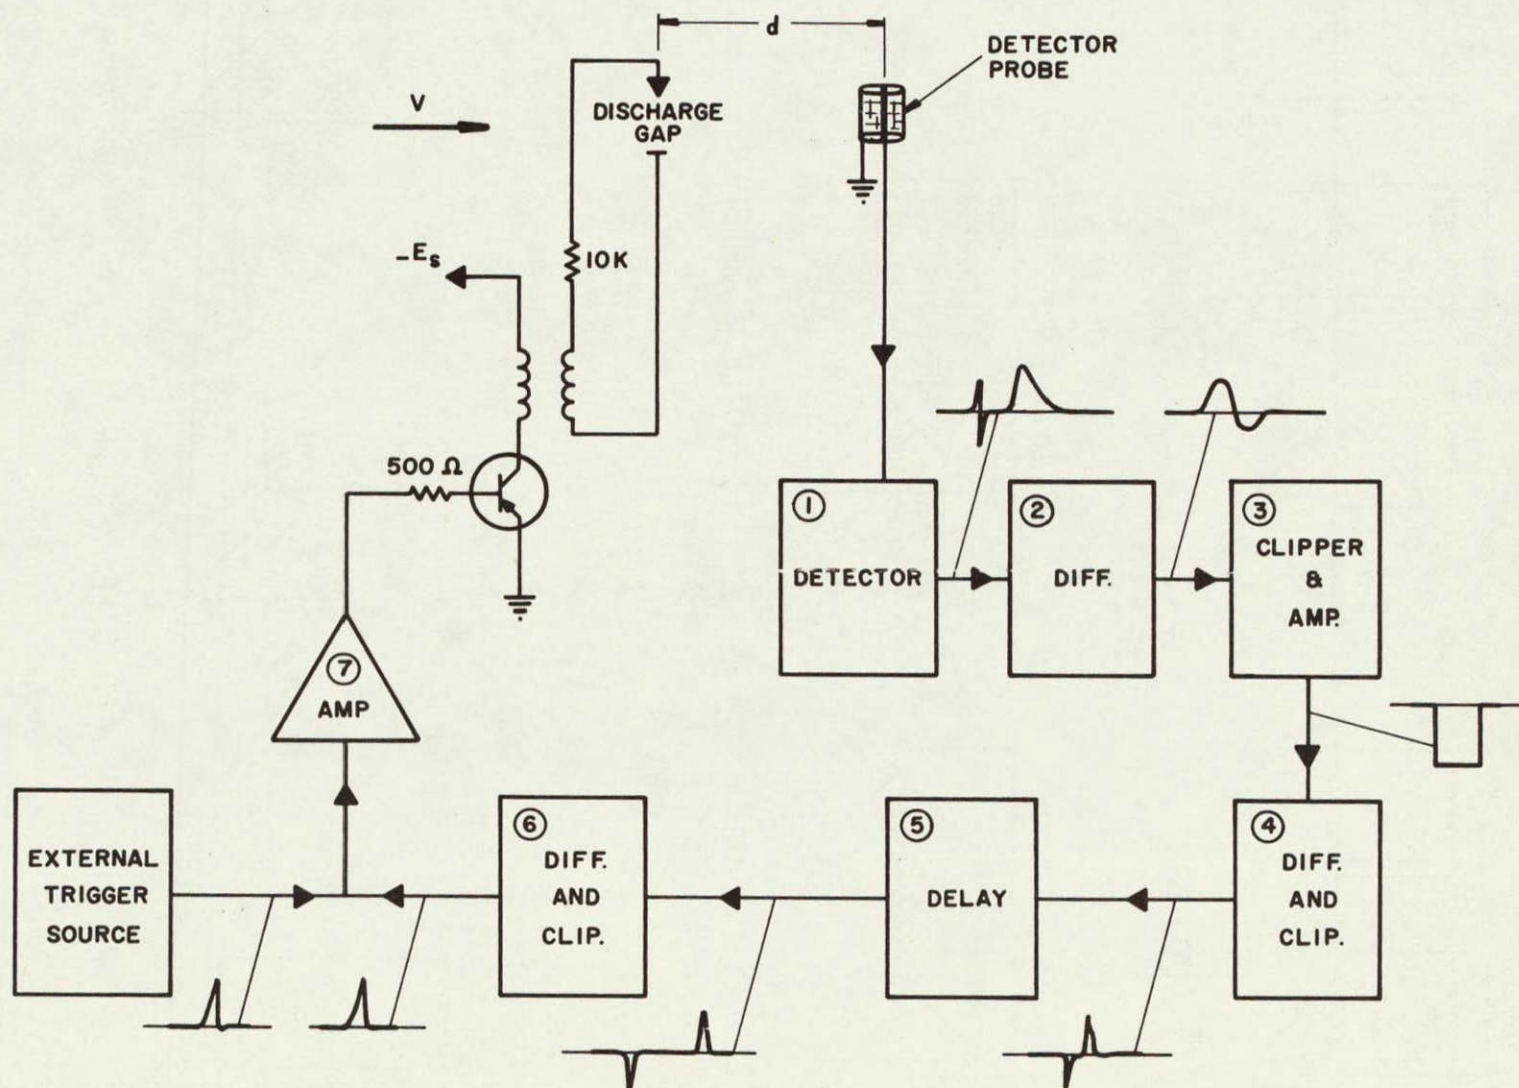 d
DETECTOR
PROBE
V
DISCHARGE
GAP
-Es
10K
500 Ω
1
DETECTOR
2
DIFF.
3
CLIPPER
&
AMP.
7
AMP
EXTERNAL
TRIGGER
SOURCE
6
DIFF.
AND
CLIP.
5
DELAY
4
DIFF.
AND
CLIP.